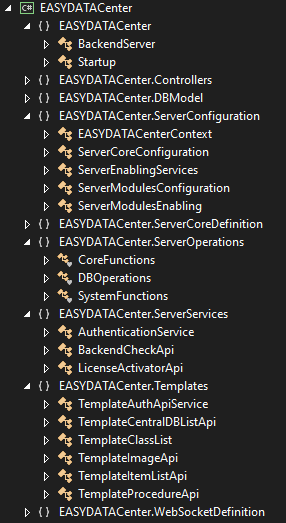 C# EASYDATACenter
{ } EASYDATACenter
BackendServer
Startup
{ } EASYDATACenter.Controllers
{ } EASYDATACenter.DBModel
{ } EASYDATACenter.ServerConfiguration
EASYDATACenterContext
ServerCoreConfiguration
ServerEnablingServices
ServerModulesConfiguration
ServerModulesEnabling
{ } EASYDATACenter.ServerCoreDefinition
{ } EASYDATACenter.ServerOperations
CoreFunctions
DBOperations
SystemFunctions
{ } EASYDATACenter.ServerServices
AuthenticationService
BackendCheckApi
LicenseActivatorApi
{ } EASYDATACenter.Templates
TemplateAuthApiService
TemplateCentralDBListApi
TemplateClassList
TemplateImageApi
TemplateItemListApi
TemplateProcedureApi
{ } EASYDATACenter.WebSocketDefinition